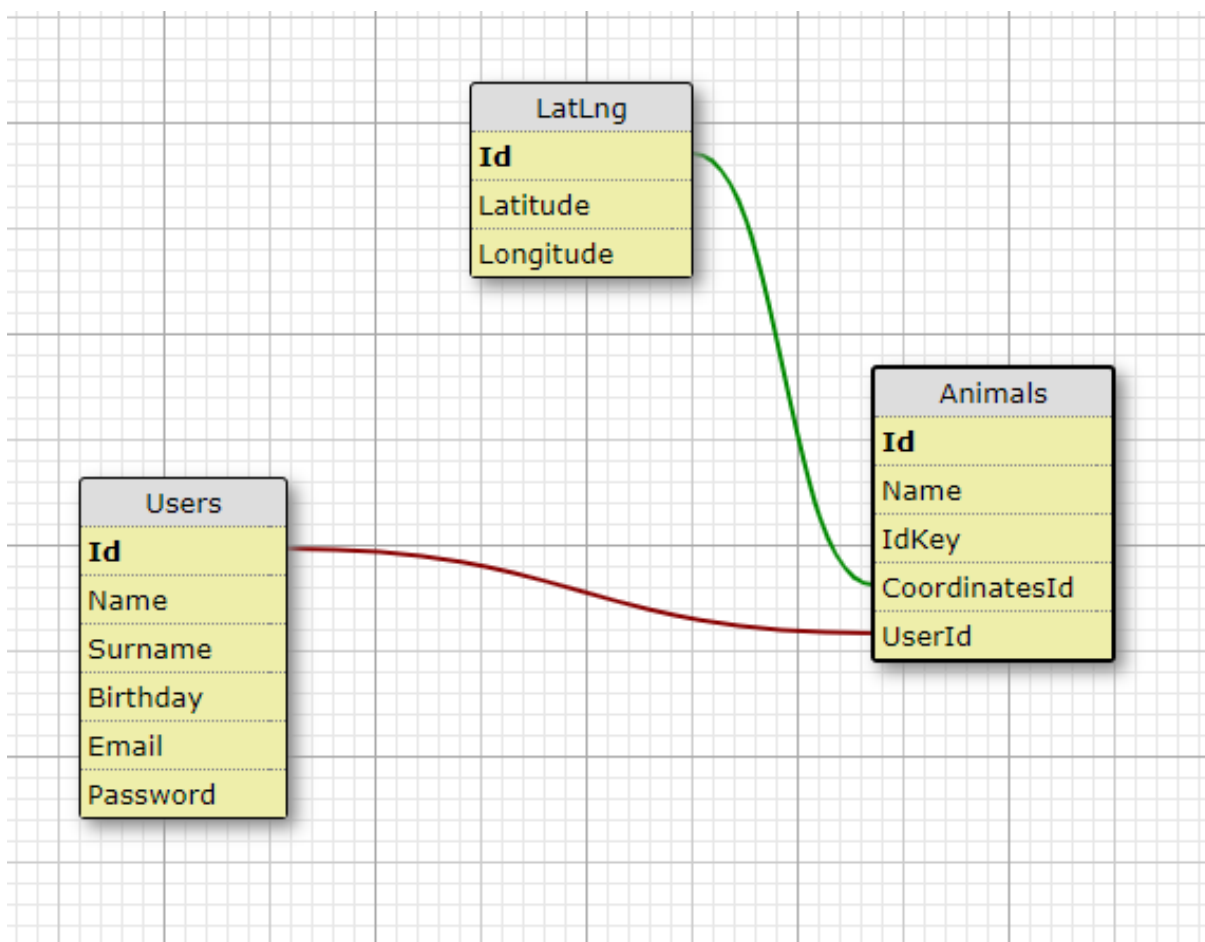 LatLng
Id
Latitude
Longitude
Animals
Id
Name
IdKey
CoordinatesId
UserId
Users
Id
Name
Surname
Birthday
Email
Password